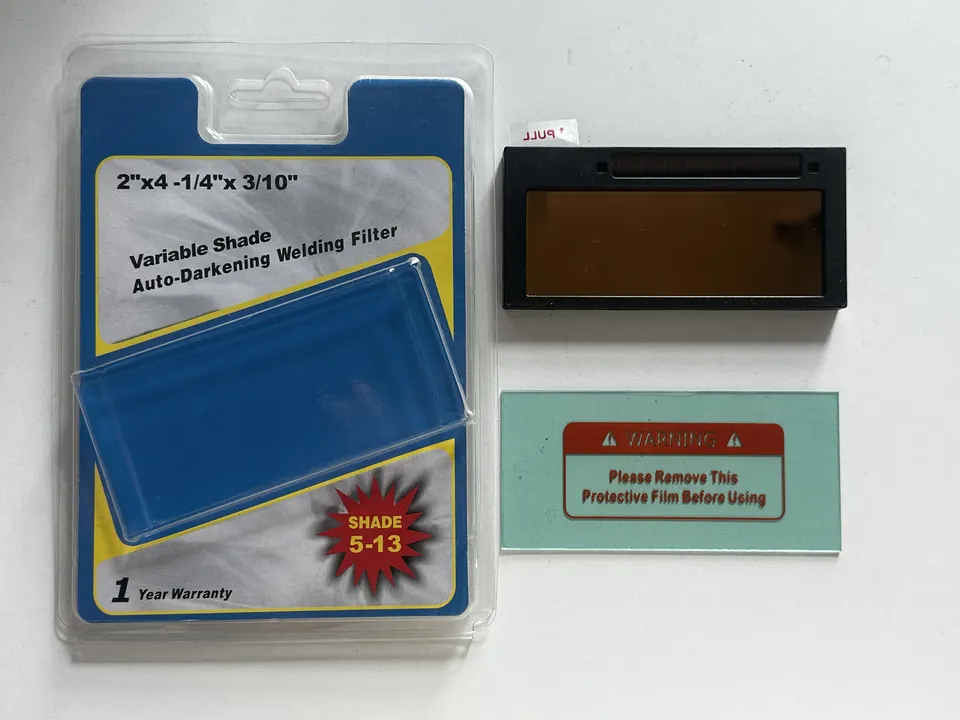 2"x4 -1/4"x 3/10"
Variable Shade
Auto-Darkening Welding Filter
SHADE
5-13
1 Year Warranty
↑ PULL
WARNING
Please Remove This
Protective Film Before Using